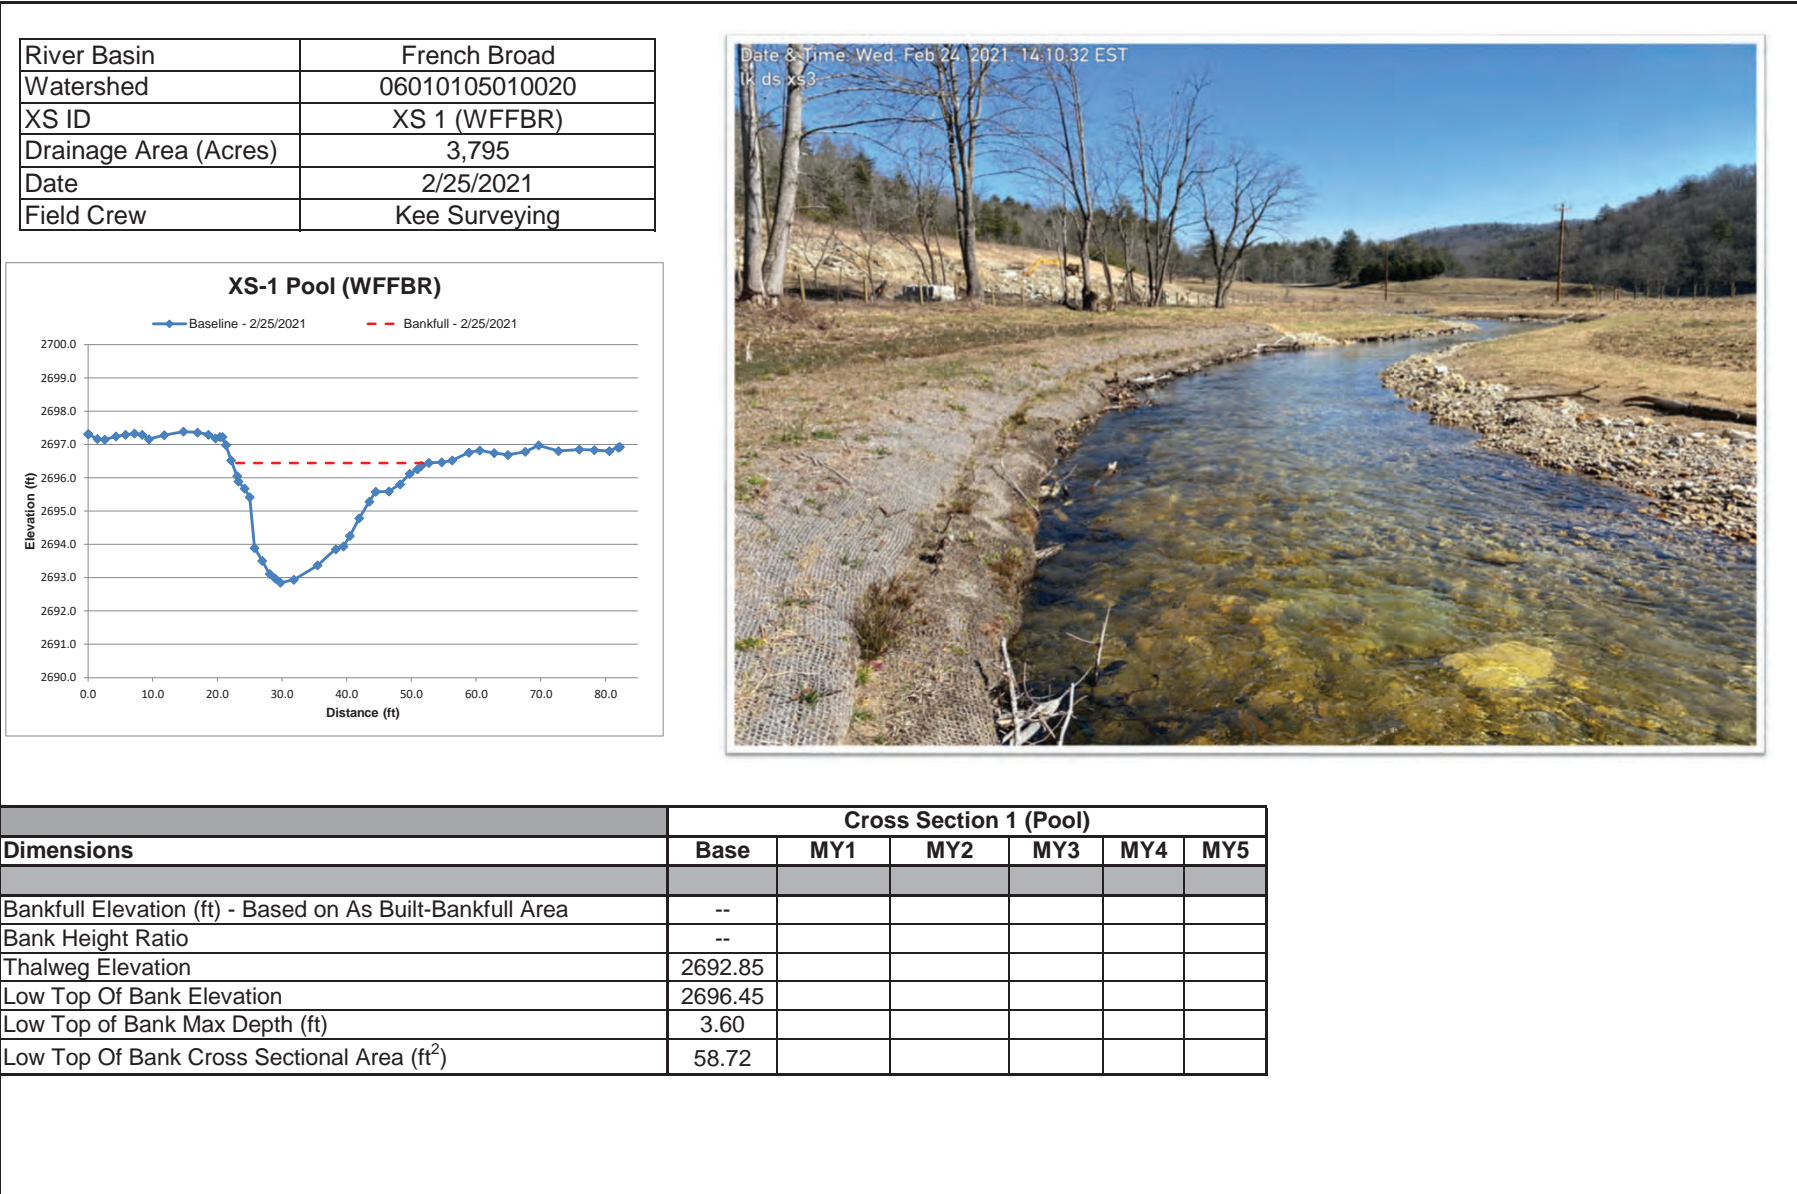 River Basin French Broad
Watershed 06010105010020
XS ID XS 1 (WFFBR)
Drainage Area (Acres) 3,795
Date 2/25/2021
Field Crew Kee Surveying
Date & Time: Wed. Feb 24. 2021. 14:10:32 EST
lk ds xs3
XS-1 Pool (WFFBR)
Baseline - 2/25/2021 Bankfull - 2/25/2021
Elevation (ft)
2700.0
2699.0
2698.0
2697.0
2696.0
2695.0
2694.0
2693.0
2692.0
2691.0
2690.0
0.0 10.0 20.0 30.0 40.0 50.0 60.0 70.0 80.0
Distance (ft)
Cross Section 1 (Pool)
Dimensions Base MY1 MY2 MY3 MY4 MY5
Bankfull Elevation (ft) - Based on As Built-Bankfull Area --
Bank Height Ratio --
Thalweg Elevation 2692.85
Low Top Of Bank Elevation 2696.45
Low Top of Bank Max Depth (ft) 3.60
Low Top Of Bank Cross Sectional Area (ft²) 58.72